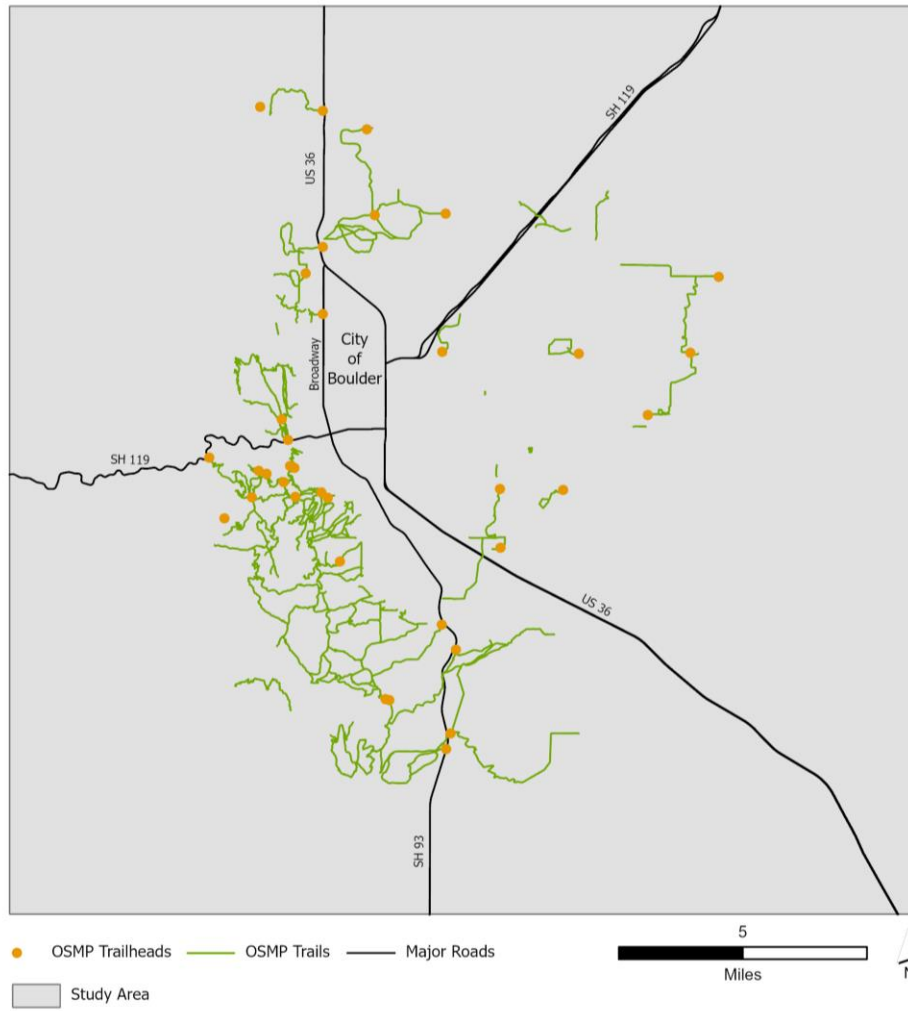 SH 119
US 36
City
of
Boulder
Broadway
SH 119
US 36
SH 93
5
OSMP Trailheads OSMP Trails Major Roads
Miles
N
Study Area